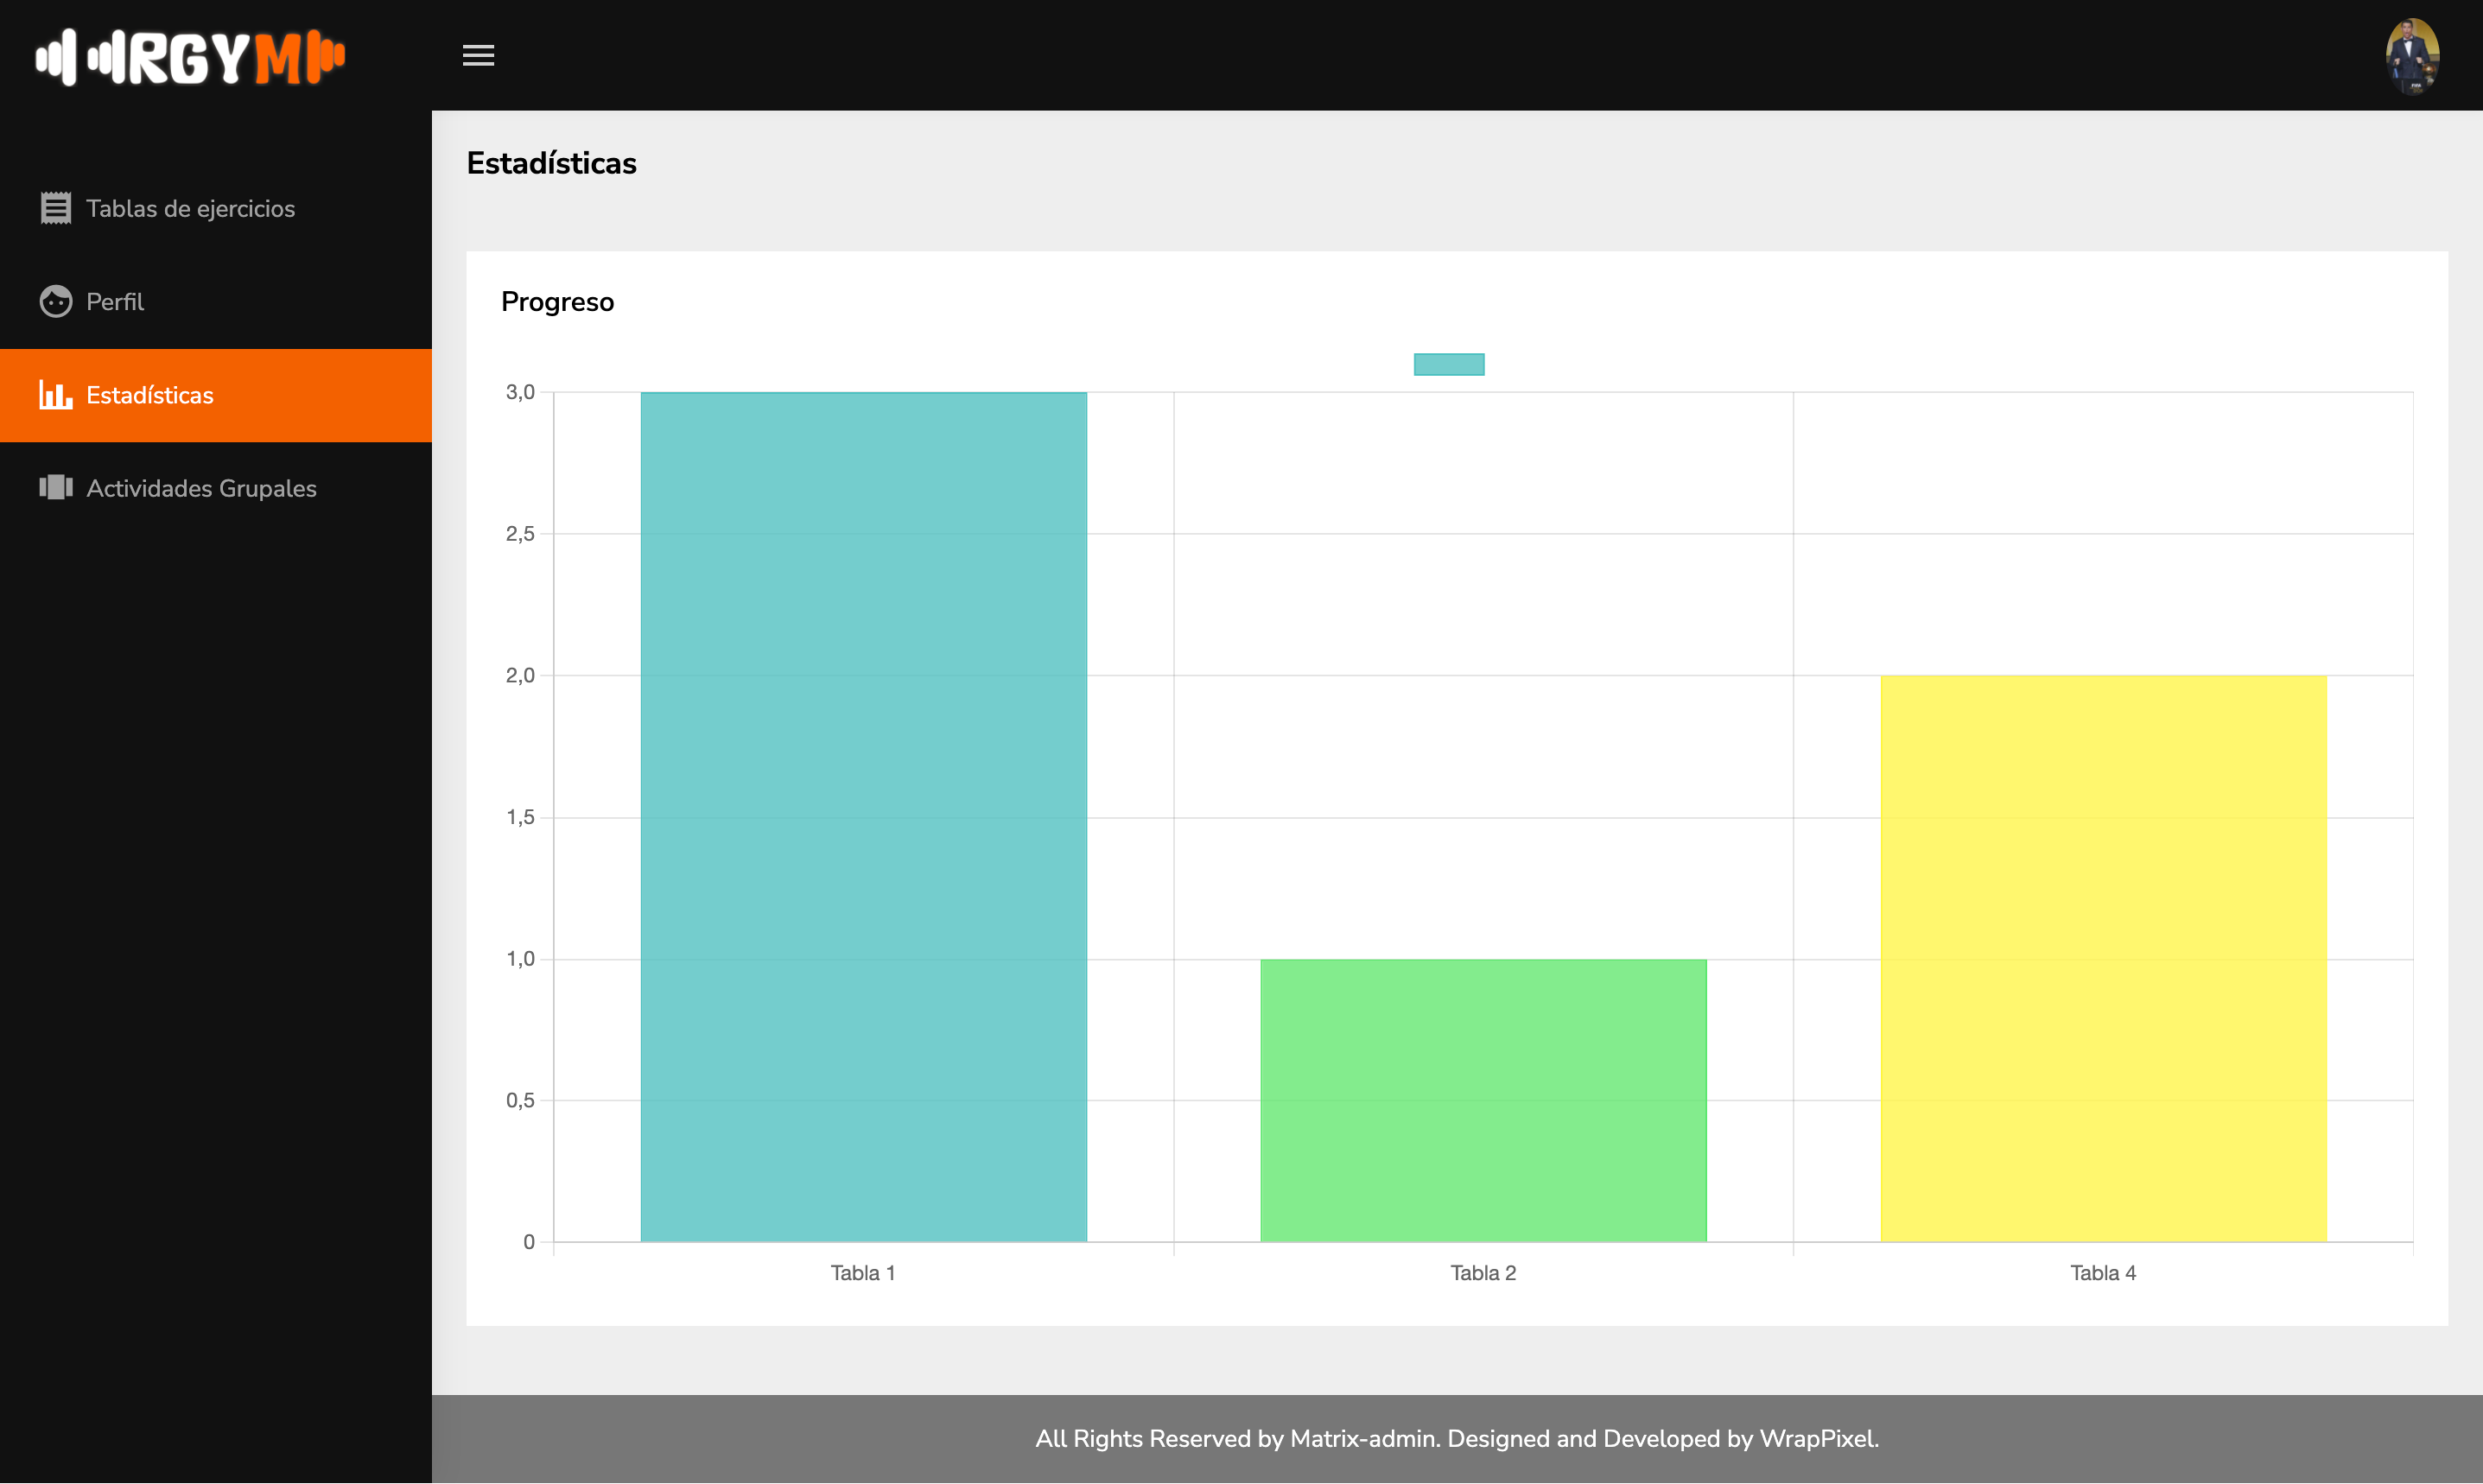 RGYM
Tablas de ejercicios
Perfil
Estadísticas
Actividades Grupales
Estadísticas
Progreso
3,0
2,5
2,0
1,5
1,0
0,5
0
Tabla 1
Tabla 2
Tabla 4
All Rights Reserved by Matrix-admin. Designed and Developed by WrapPixel.